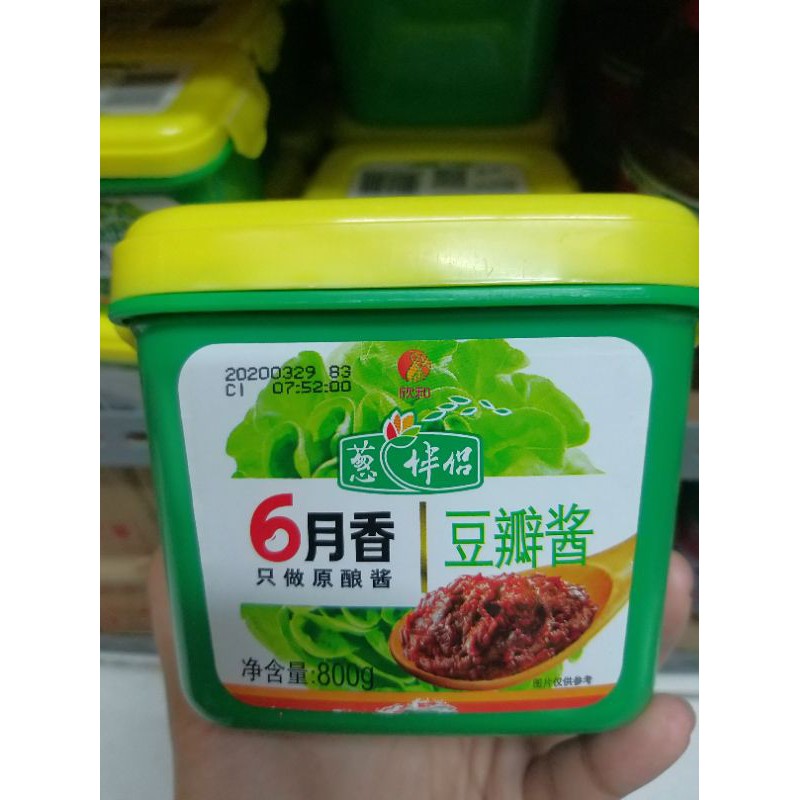 20200329 83
C1 07:52:00
欣和
葱伴侣
6月香
只做原酿酱
豆瓣酱
净含量:800g
图片仅供参考